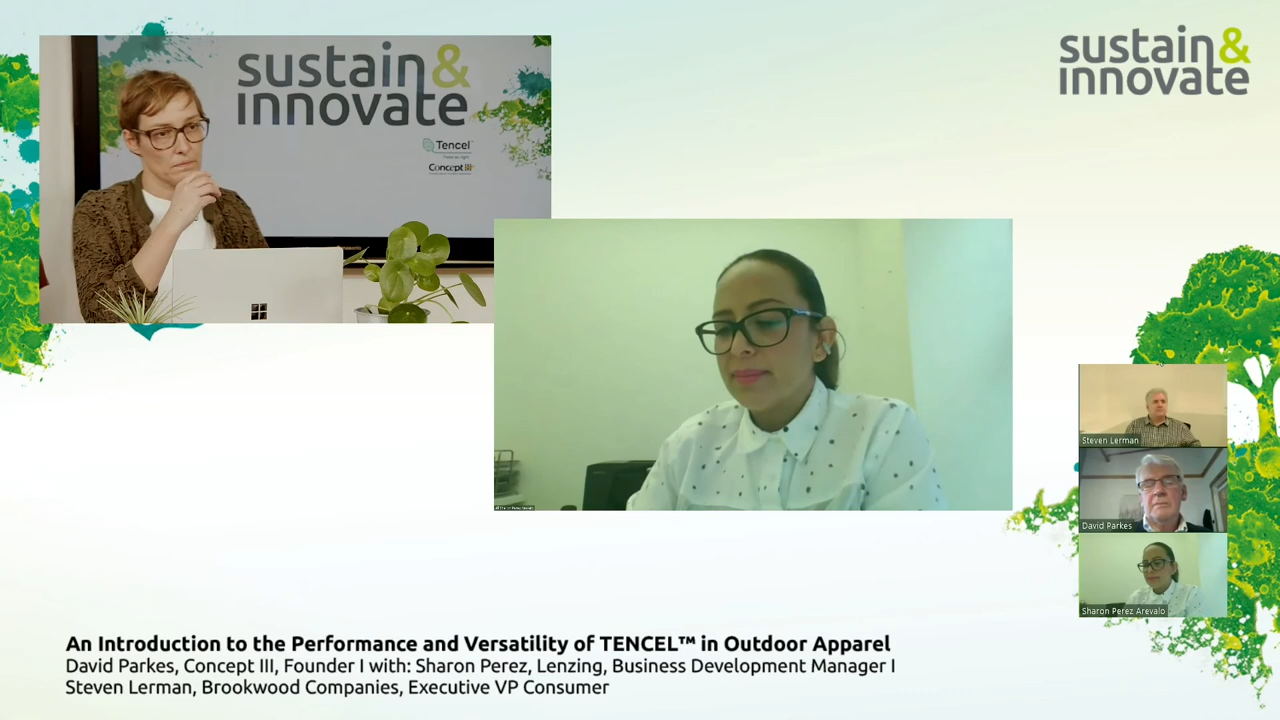 sustain&
innovate
Tencel™
Concept III
sustain&
innovate
Steven Lerman
David Parkes
Sharon Perez Arevalo
An Introduction to the Performance and Versatility of TENCEL™ in Outdoor Apparel
David Parkes, Concept III, Founder I with: Sharon Perez, Lenzing, Business Development Manager I
Steven Lerman, Brookwood Companies, Executive VP Consumer